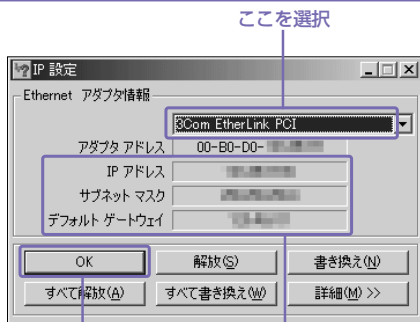 ここを選択
IP 設定
Ethernet アダプタ情報
3Com EtherLink PCI
アダプタ アドレス 00-B0-D0-
IP アドレス
サブネット マスク
デフォルト ゲートウェイ
OK 解放(S) 書き換え(N)
すべて解放(A) すべて書き換え(W) 詳細(M) >>